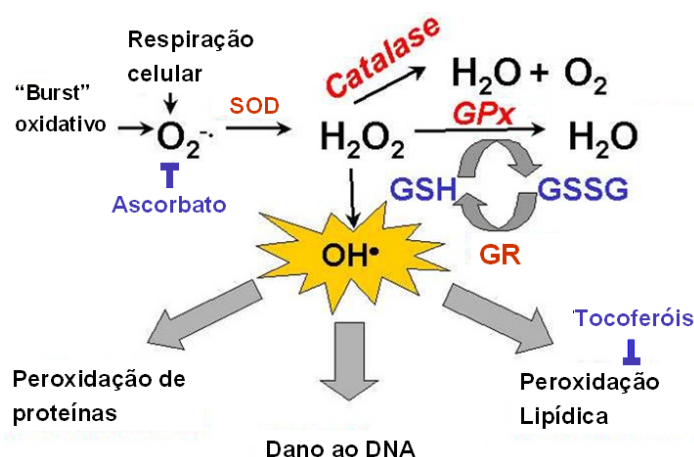 Respiração
celular
"Burst"
oxidativo
O₂⁻·
SOD
H₂O₂
Catalase
H₂O + O₂
GPx
H₂O
Ascorbato
GSH
GSSG
GR
OH•
Tocoferóis
Peroxidação de
proteínas
Dano ao DNA
Peroxidação
Lipídica